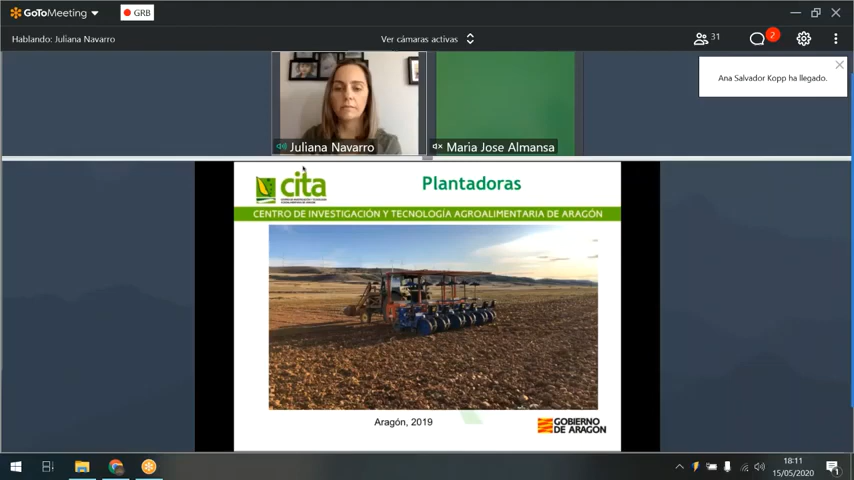 GoToMeeting
GRB
Hablando: Juliana Navarro
Ver cámaras activas
31
2
Ana Salvador Kopp ha llegado.
Juliana Navarro
Maria Jose Almansa
cita
Plantadoras
CENTRO DE INVESTIGACIÓN Y TECNOLOGÍA AGROALIMENTARIA DE ARAGÓN
Aragón, 2019
GOBIERNO
DE ARAGON
18:11
15/05/2020
1